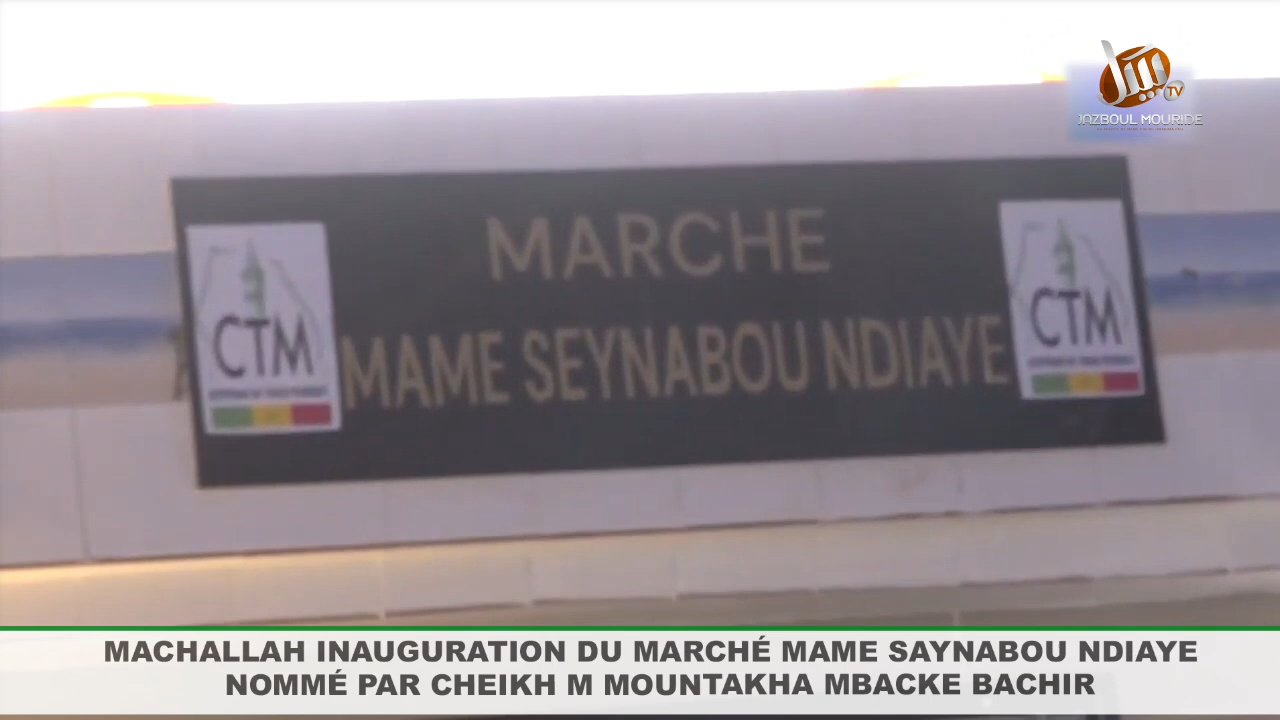 TV
JAZBOUL MOURIDE
MARCHE
MAME SEYNABOU NDIAYE
CTM
CTM
MACHALLAH INAUGURATION DU MARCHÉ MAME SAYNABOU NDIAYE
NOMMÉ PAR CHEIKH M MOUNTAKHA MBACKE BACHIR